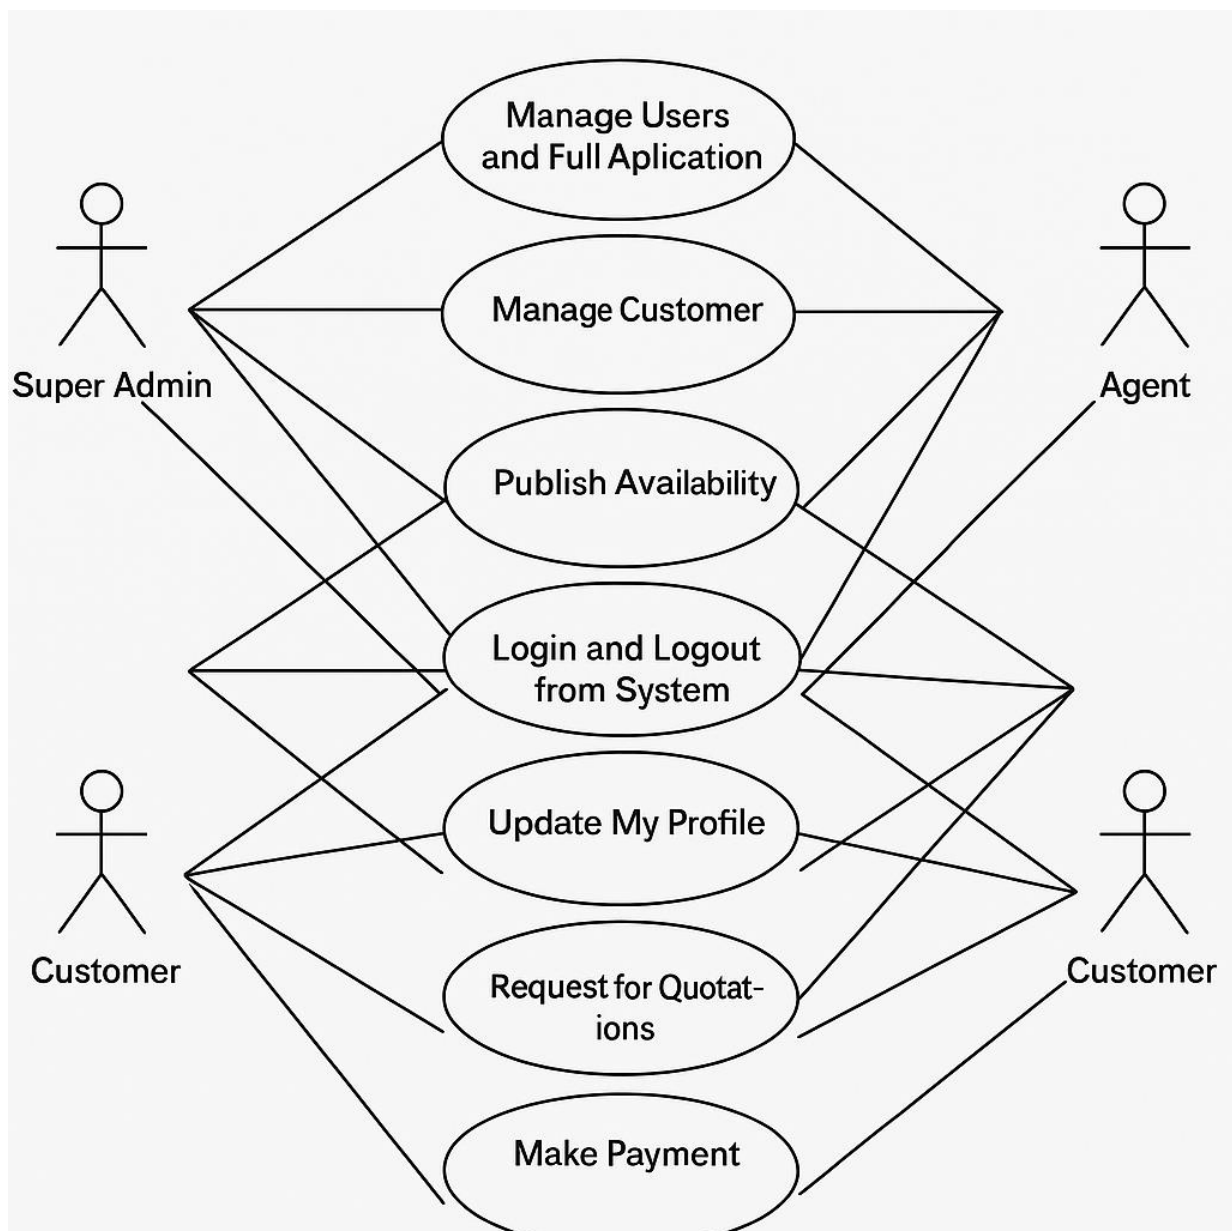 Manage Users
and Full Aplication
Manage Customer
Super Admin
Agent
Publish Availability
Login and Logout
from System
Update My Profile
Customer
Customer
Request for Quotat-
ions
Make Payment